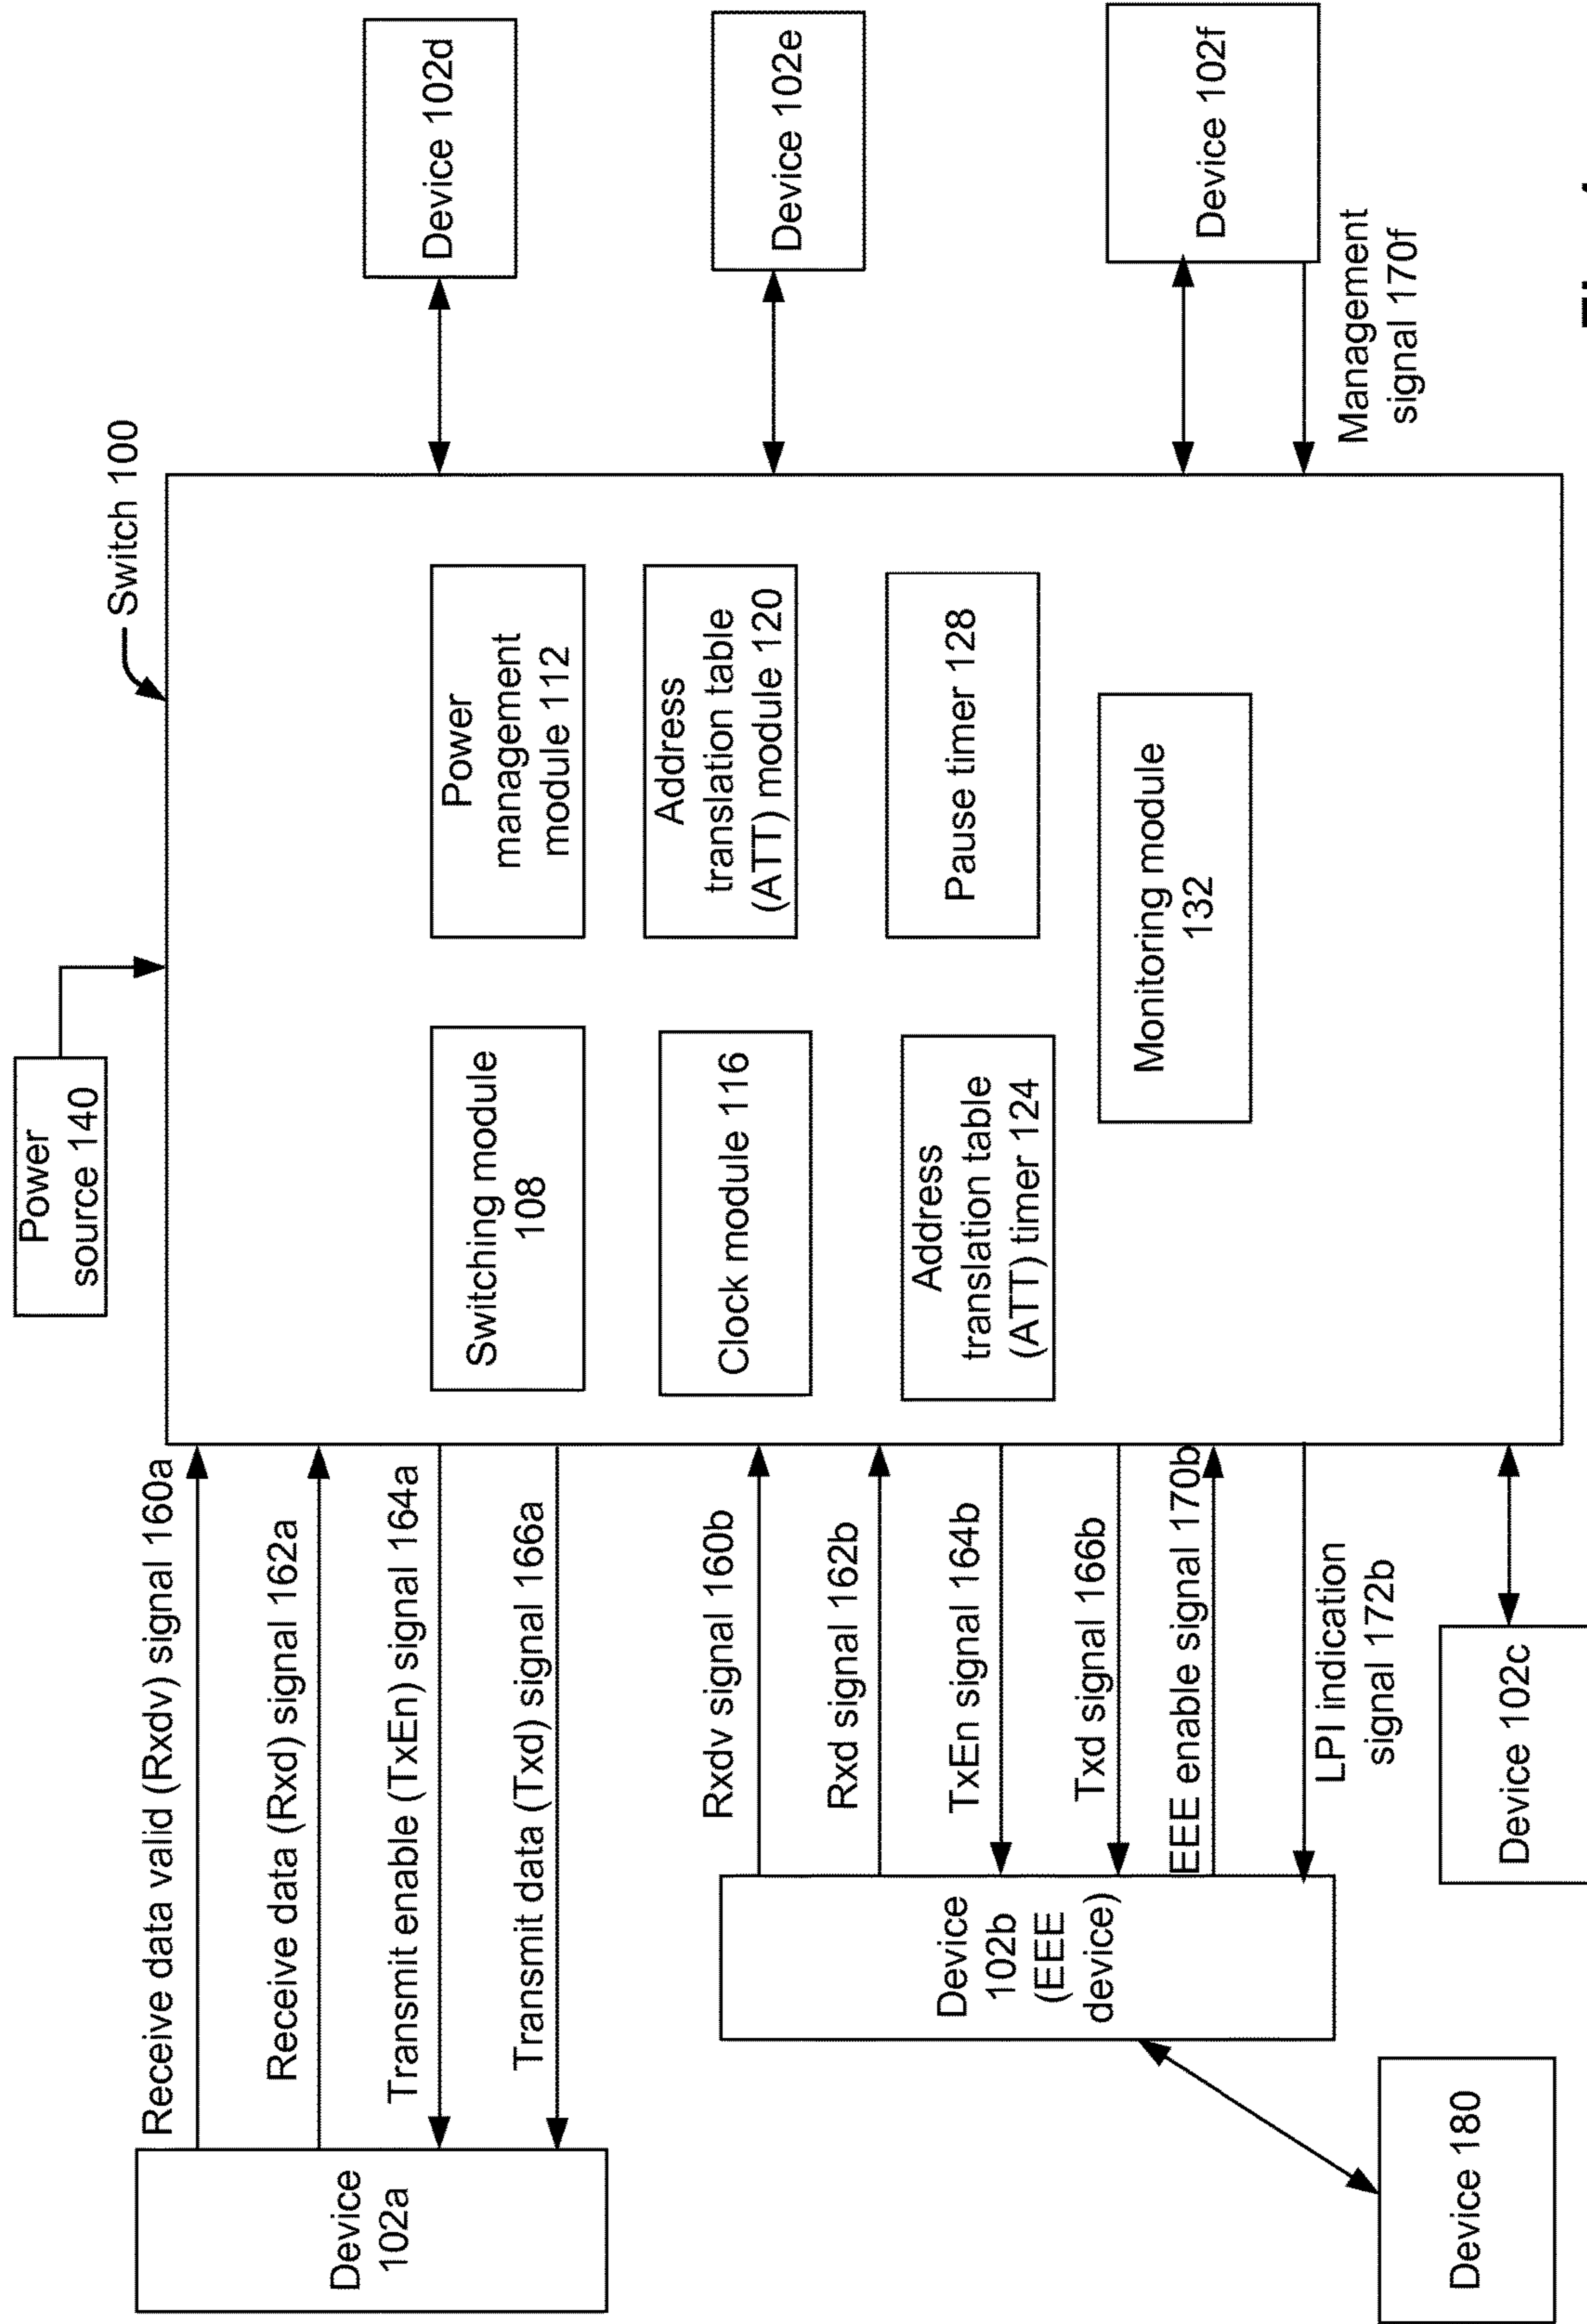 Switch 100
Power
source 140
Receive data valid (Rxdv) signal 160a
Receive data (Rxd) signal 162a
Transmit enable (TxEn) signal 164a
Transmit data (Txd) signal 166a
Device
102a
Switching module
108
Power
management
module 112
Device 102d
Clock module 116
Address
translation table
(ATT) module 120
Device 102e
Rxdv signal 160b
Rxd signal 162b
TxEn signal 164b
Txd signal 166b
EEE enable signal 170b
LPI indication
signal 172b
Device
102b
(EEE
device)
Address
translation table
(ATT) timer 124
Pause timer 128
Monitoring module
132
Device 102f
Management
signal 170f
Device 102c
Device 180